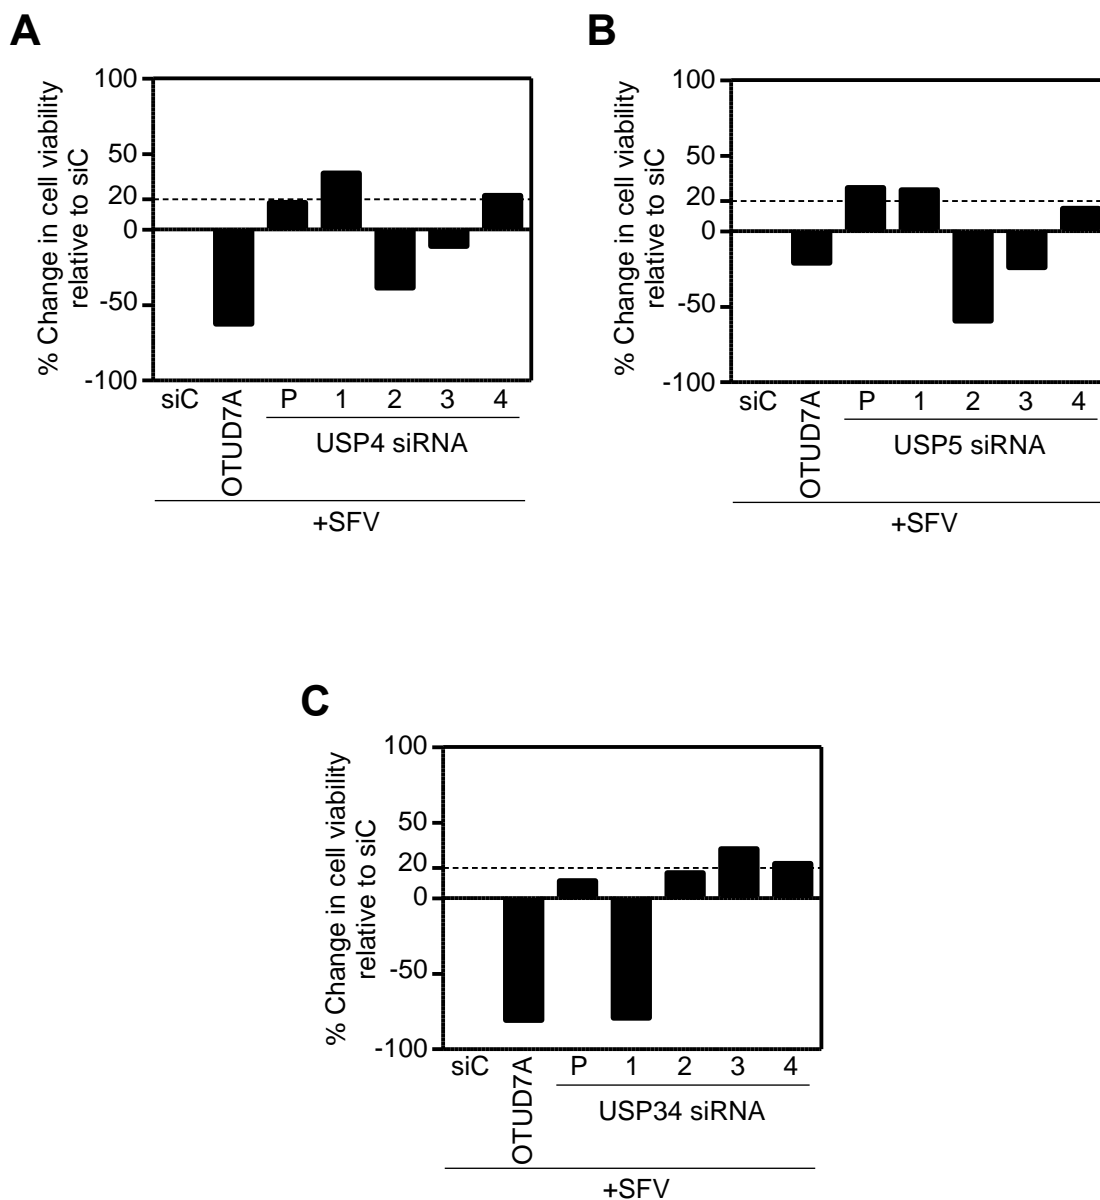 A
% Change in cell viability
relative to siC
100
50
20
0
-50
-100
siC
OTUD7A
P
1
2
3
4
USP4 siRNA
+SFV
B
% Change in cell viability
relative to siC
100
50
20
0
-50
-100
siC
OTUD7A
P
1
2
3
4
USP5 siRNA
+SFV
C
% Change in cell viability
relative to siC
100
50
20
0
-50
-100
siC
OTUD7A
P
1
2
3
4
USP34 siRNA
+SFV